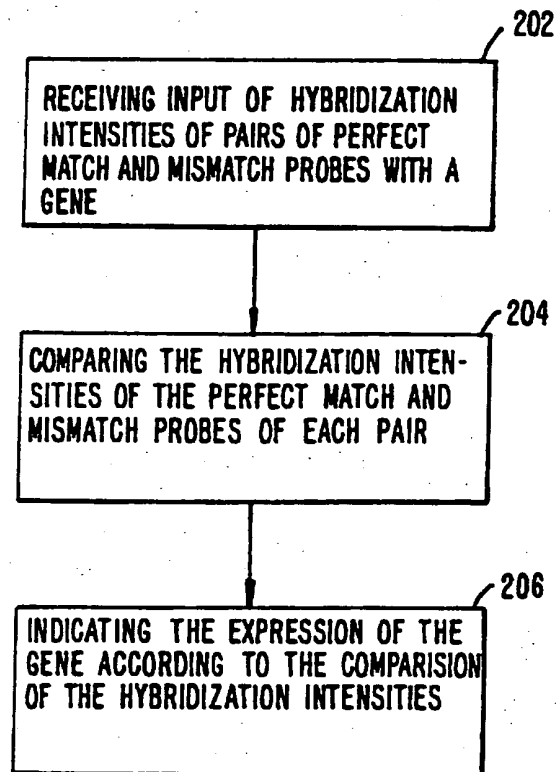 202
RECEIVING INPUT OF HYBRIDIZATION
INTENSITIES OF PAIRS OF PERFECT
MATCH AND MISMATCH PROBES WITH A
GENE
204
COMPARING THE HYBRIDIZATION INTEN-
SITIES OF THE PERFECT MATCH AND
MISMATCH PROBES OF EACH PAIR
206
INDICATING THE EXPRESSION OF THE
GENE ACCORDING TO THE COMPARISION
OF THE HYBRIDIZATION INTENSITIES